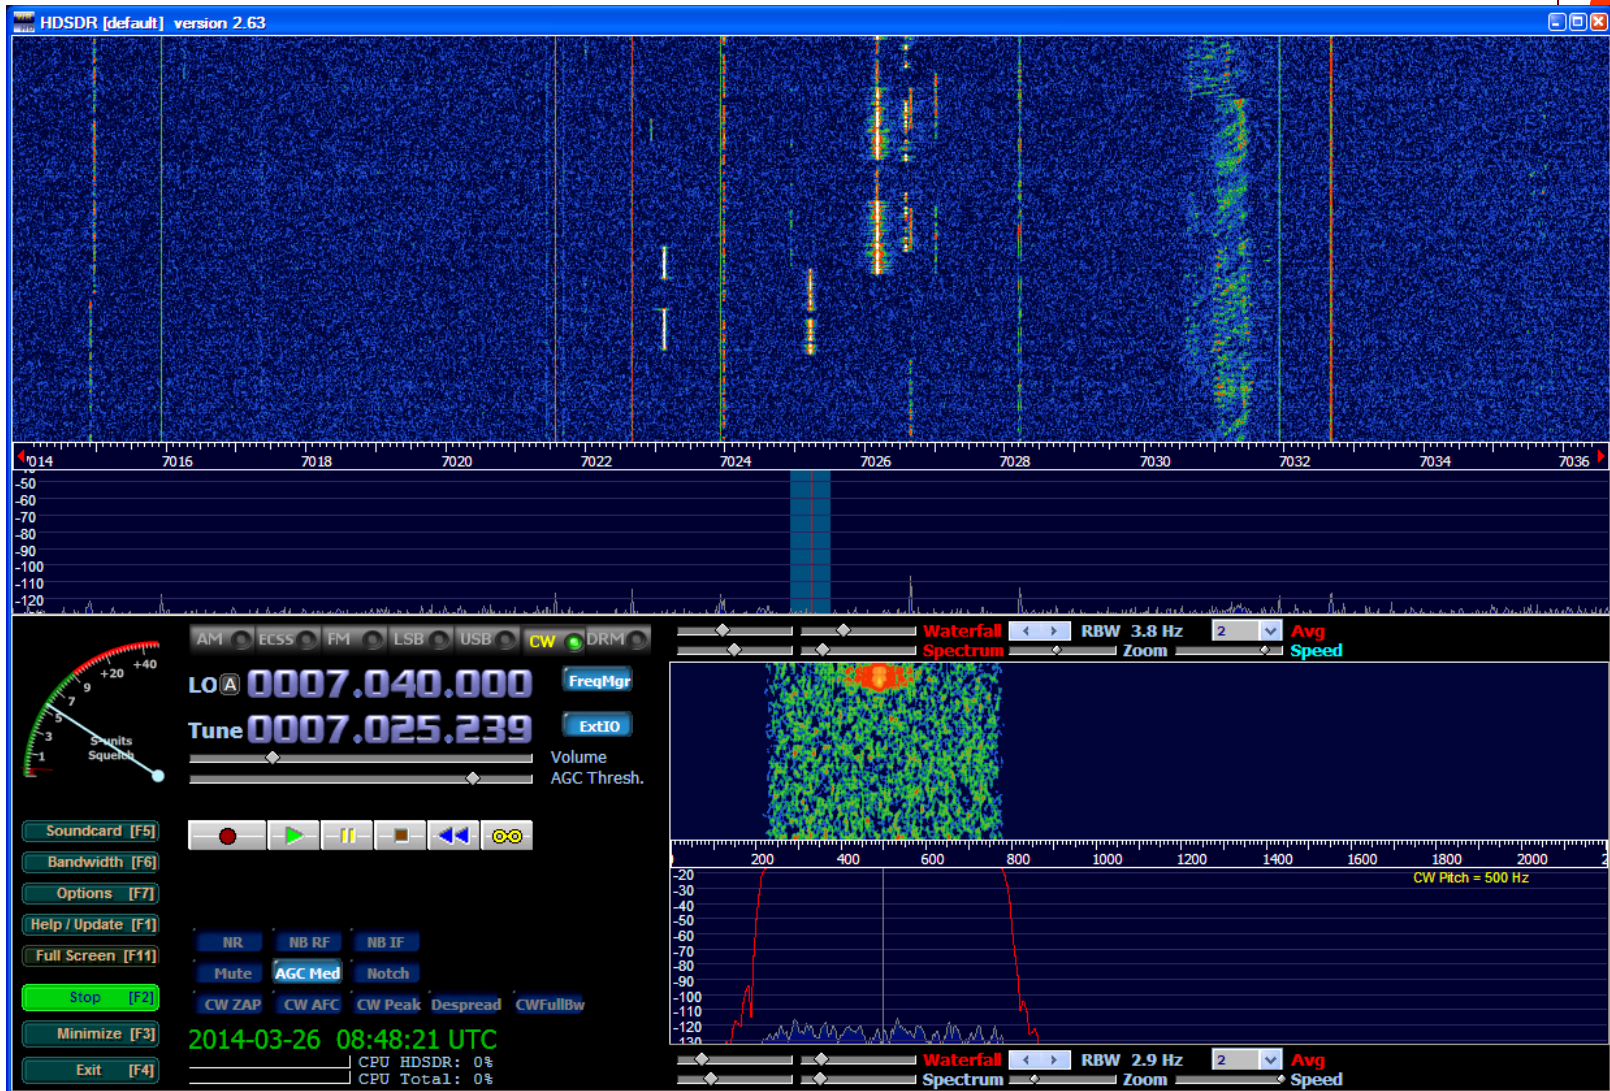 HDSDR [default] version 2.63
7014 7016 7018 7020 7022 7024 7026 7028 7030 7032 7034 7036
-50
-60
-70
-80
-90
-100
-110
-120
AM ECSS FM LSB USB CW DRM
Waterfall RBW 3.8 Hz 2 Avg
Spectrum Zoom Speed
+20 +40
9
7
5
3
1
S-units
Squelch
LO A 0007.040.000 FreqMgr
Tune 0007.025.239 ExtIO
Volume
AGC Thresh.
Soundcard [F5]
Bandwidth [F6]
Options [F7]
Help / Update [F1]
Full Screen [F11]
Stop [F2]
Minimize [F3]
Exit [F4]
NR NB RF NB IF
Mute AGC Med Notch
CW ZAP CW AFC CW Peak Despread CWFullBw
2014-03-26 08:48:21 UTC
CPU HDSDR: 0%
CPU Total: 0%
200 400 600 800 1000 1200 1400 1600 1800 2000
CW Pitch = 500 Hz
-20
-30
-40
-50
-60
-70
-80
-90
-100
-110
-120
Waterfall RBW 2.9 Hz 2 Avg
Spectrum Zoom Speed